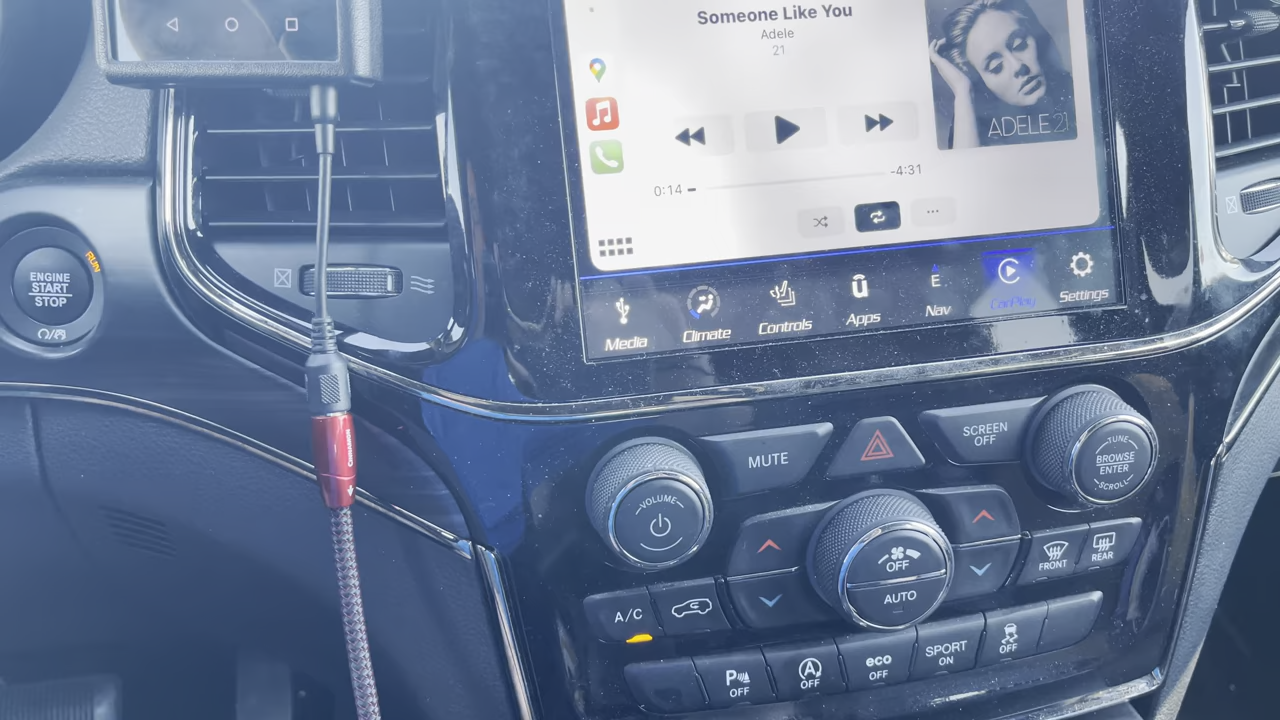 Someone Like You
Adele
21
ADELE 21
0:14
-4:31
RUN
ENGINE
START
STOP
Media
Climate
Controls
Apps
E
Nav
CarPlay
Settings
MUTE
SCREEN
OFF
TUNE
BROWSE
ENTER
SCROLL
VOLUME
OFF
AUTO
FRONT
REAR
A/C
P
OFF
A
OFF
eco
OFF
SPORT
ON
OFF